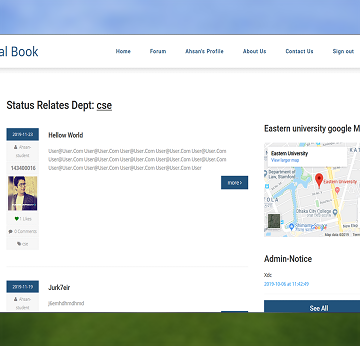 al Book
Home
Forum
Ahsan's Profile
About Us
Contact Us
Sign out
Status Relates Dept: cse
2019-11-23
Ahsan
student
143400016
1 Likes
0 Comments
cse
Hellow World
User@User.Com User@User.Com User@User.Com User@User.Com User@User.Com
User@User.Com User@User.Com User@User.Com User@User.Com User@User.Com
User@User.Com User@User.Com User@User.Com User@User.Com User
more ›
2019-11-19
Ahsan
student
Jurk7eir
Eastern university google M
Eastern University
View larger map
Department of
Law, Stamford
Eastern University
Dhaka City College
Map data ©2019
Admin-Notice
Xdc
2019-10-06 at 11:42:49
See All